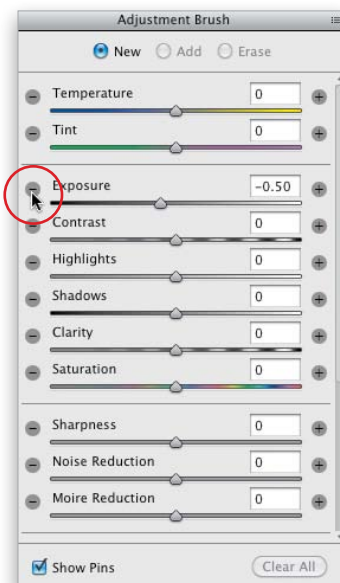 Adjustment Brush
New Add Erase
Temperature 0
Tint 0
Exposure -0.50
Contrast 0
Highlights 0
Shadows 0
Clarity 0
Saturation 0
Sharpness 0
Noise Reduction 0
Moire Reduction 0
Show Pins Clear All